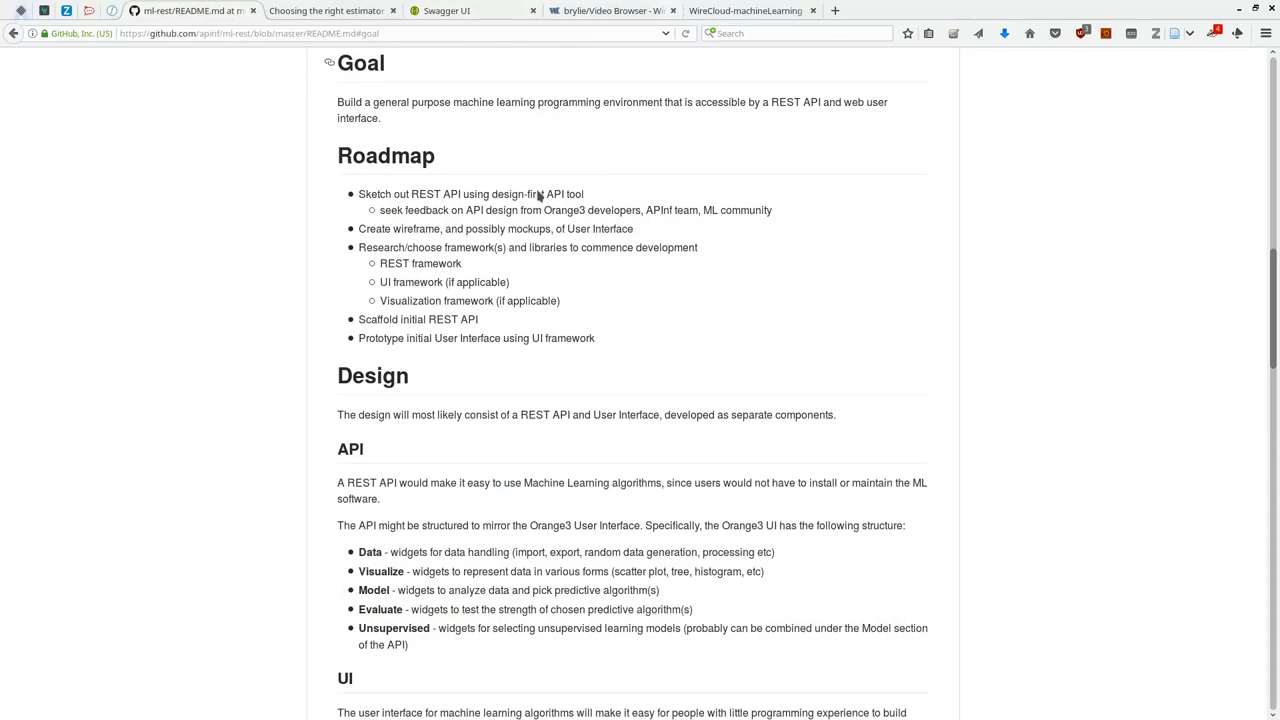 ml-rest/README.md at m
Choosing the right estimator
Swagger UI
brylie/Video Browser - Wi
WireCloud-machineLearning-
GitHub, Inc. (US)
https://github.com/apinf/ml-rest/blob/master/README.md#goal
Search
3
4
Goal
Build a general purpose machine learning programming environment that is accessible by a REST API and web user
interface.
Roadmap
Sketch out REST API using design-first API tool
seek feedback on API design from Orange3 developers, APInf team, ML community
Create wireframe, and possibly mockups, of User Interface
Research/choose framework(s) and libraries to commence development
REST framework
UI framework (if applicable)
Visualization framework (if applicable)
Scaffold initial REST API
Prototype initial User Interface using UI framework
Design
The design will most likely consist of a REST API and User Interface, developed as separate components.
API
A REST API would make it easy to use Machine Learning algorithms, since users would not have to install or maintain the ML
software.
The API might be structured to mirror the Orange3 User Interface. Specifically, the Orange3 UI has the following structure:
Data - widgets for data handling (import, export, random data generation, processing etc)
Visualize - widgets to represent data in various forms (scatter plot, tree, histogram, etc)
Model - widgets to analyze data and pick predictive algorithm(s)
Evaluate - widgets to test the strength of chosen predictive algorithm(s)
Unsupervised - widgets for selecting unsupervised learning models (probably can be combined under the Model section
of the API)
UI
The user interface for machine learning algorithms will make it easy for people with little programming experience to build